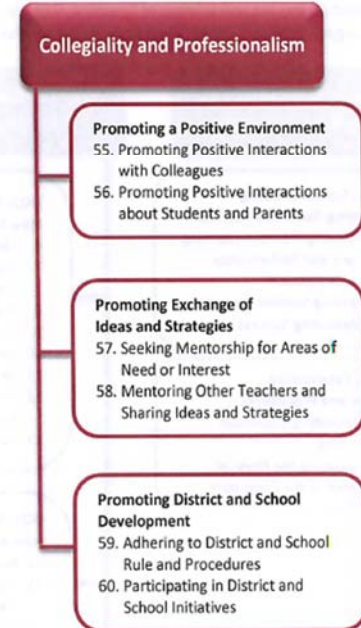 Collegiality and Professionalism
Promoting a Positive Environment
55. Promoting Positive Interactions
with Colleagues
56. Promoting Positive Interactions
about Students and Parents
Promoting Exchange of
Ideas and Strategies
57. Seeking Mentorship for Areas of
Need or Interest
58. Mentoring Other Teachers and
Sharing Ideas and Strategies
Promoting District and School
Development
59. Adhering to District and School
Rule and Procedures
60. Participating in District and
School Initiatives